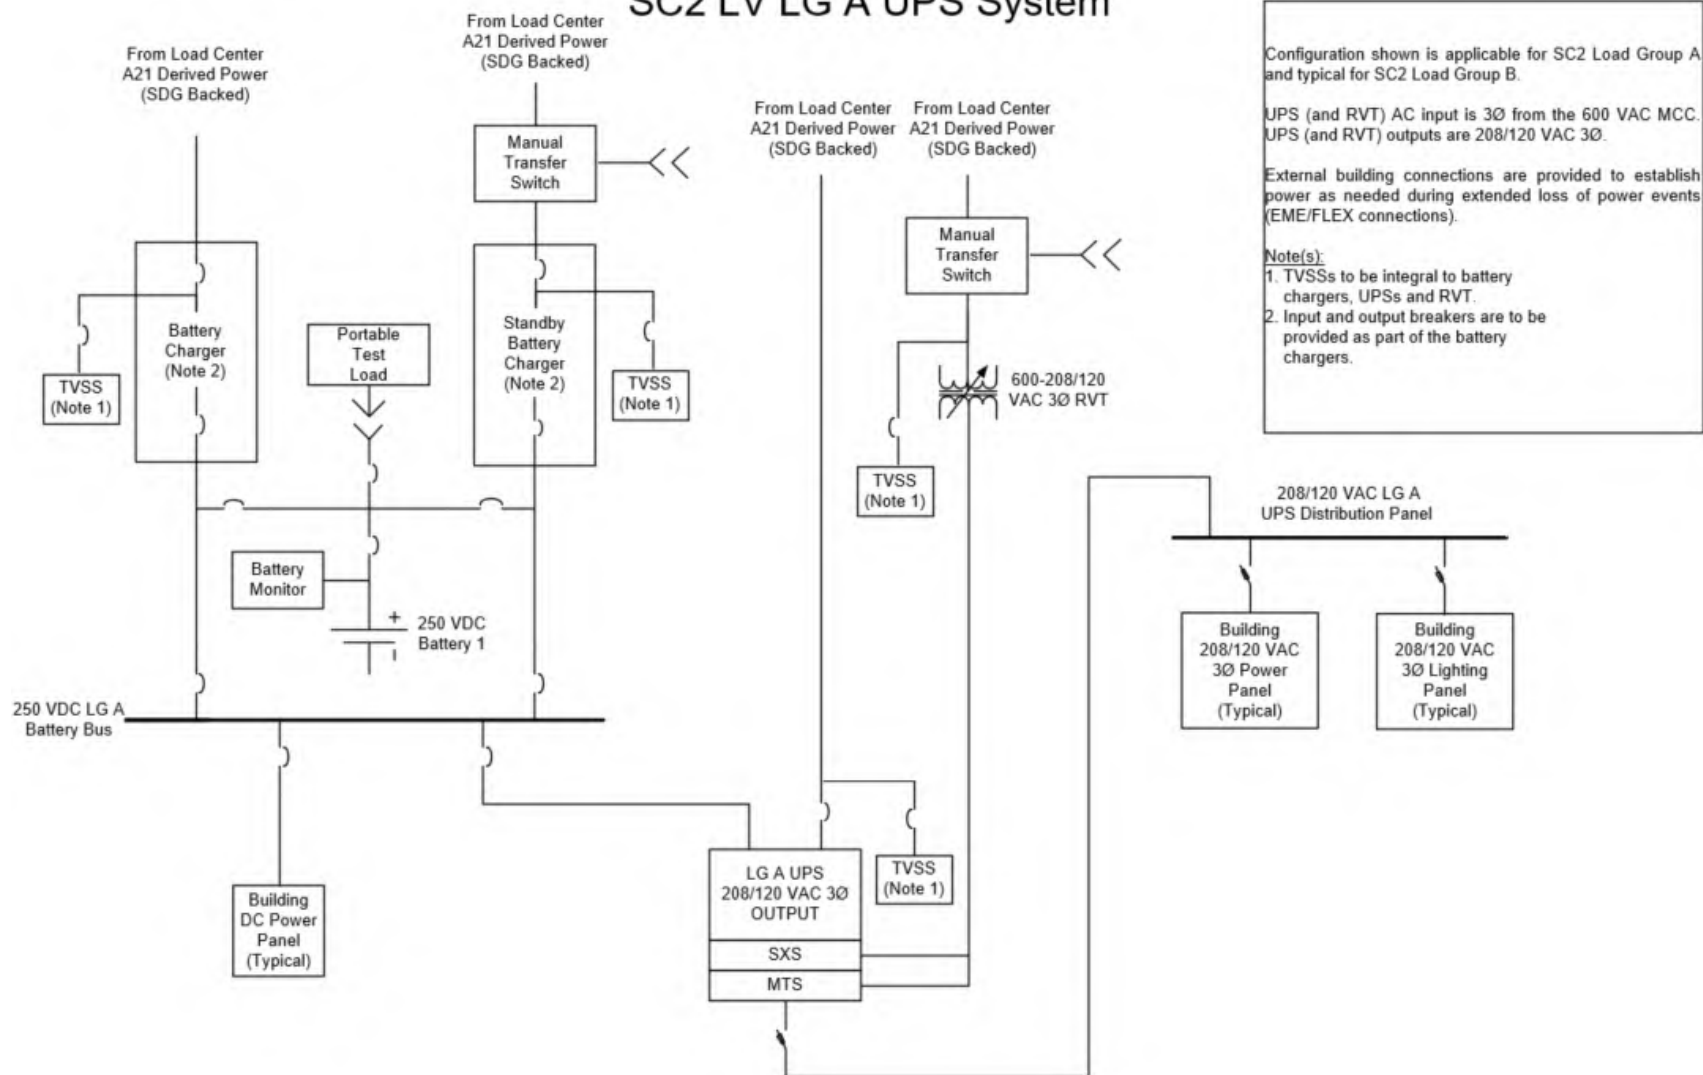 SC2 LV LG A UPS System
From Load Center
A21 Derived Power
(SDG Backed)
From Load Center
A21 Derived Power
(SDG Backed)
From Load Center
A21 Derived Power
(SDG Backed)
From Load Center
A21 Derived Power
(SDG Backed)
Configuration shown is applicable for SC2 Load Group A
and typical for SC2 Load Group B.
UPS (and RVT) AC input is 3Ø from the 600 VAC MCC.
UPS (and RVT) outputs are 208/120 VAC 3Ø.
External building connections are provided to establish
power as needed during extended loss of power events
(EME/FLEX connections).
Note(s):
1. TVSSs to be integral to battery
chargers, UPSs and RVT.
2. Input and output breakers are to be
provided as part of the battery
chargers.
Manual
Transfer
Switch
Manual
Transfer
Switch
Battery
Charger
(Note 2)
Portable
Test
Load
Standby
Battery
Charger
(Note 2)
TVSS
(Note 1)
TVSS
(Note 1)
600-208/120
VAC 3Ø RVT
TVSS
(Note 1)
208/120 VAC LG A
UPS Distribution Panel
Battery
Monitor
+
250 VDC
Battery 1
Building
208/120 VAC
3Ø Power
Panel
(Typical)
Building
208/120 VAC
3Ø Lighting
Panel
(Typical)
250 VDC LG A
Battery Bus
Building
DC Power
Panel
(Typical)
LG A UPS
208/120 VAC 3Ø
OUTPUT
SXS
MTS
TVSS
(Note 1)